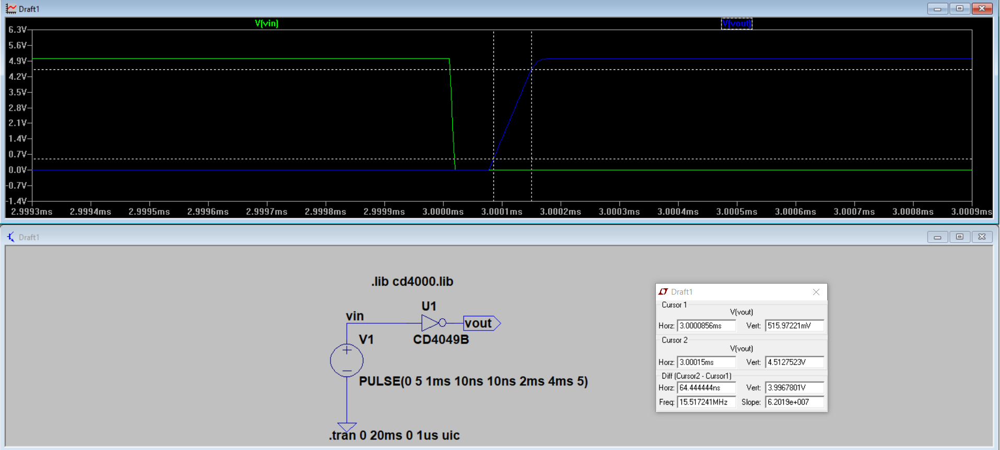 Draft1
V(vin)
V(vout)
6.3V
5.6V
4.9V
4.2V
3.5V
2.8V
2.1V
1.4V
0.7V
0.0V
-0.7V
-1.4V
2.9993ms 2.9994ms 2.9995ms 2.9996ms 2.9997ms 2.9998ms 2.9999ms 3.0000ms 3.0001ms 3.0002ms 3.0003ms 3.0004ms 3.0005ms 3.0006ms 3.0007ms 3.0008ms 3.0009ms
Draft1
.lib cd4000.lib
U1
vin
vout
V1
CD4049B
PULSE(0 5 1ms 10ns 10ns 2ms 4ms 5)
.tran 0 20ms 0 1us uic
Draft1
Cursor 1
V(vout)
Horz: 3.0000856ms Vert: 515.97221mV
Cursor 2
V(vout)
Horz: 3.00015ms Vert: 4.5127523V
Diff (Cursor2 - Cursor1)
Horz: 64.444444ns Vert: 3.9967801V
Freq: 15.517241MHz Slope: 6.2019e+007